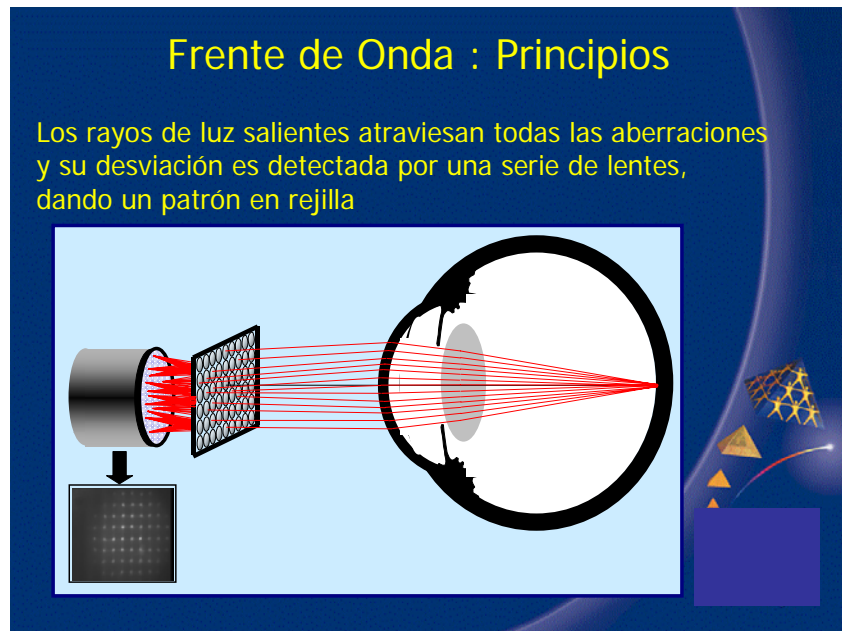 Frente de Onda : Principios
Los rayos de luz salientes atraviesan todas las aberraciones
y su desviación es detectada por una serie de lentes,
dando un patrón en rejilla